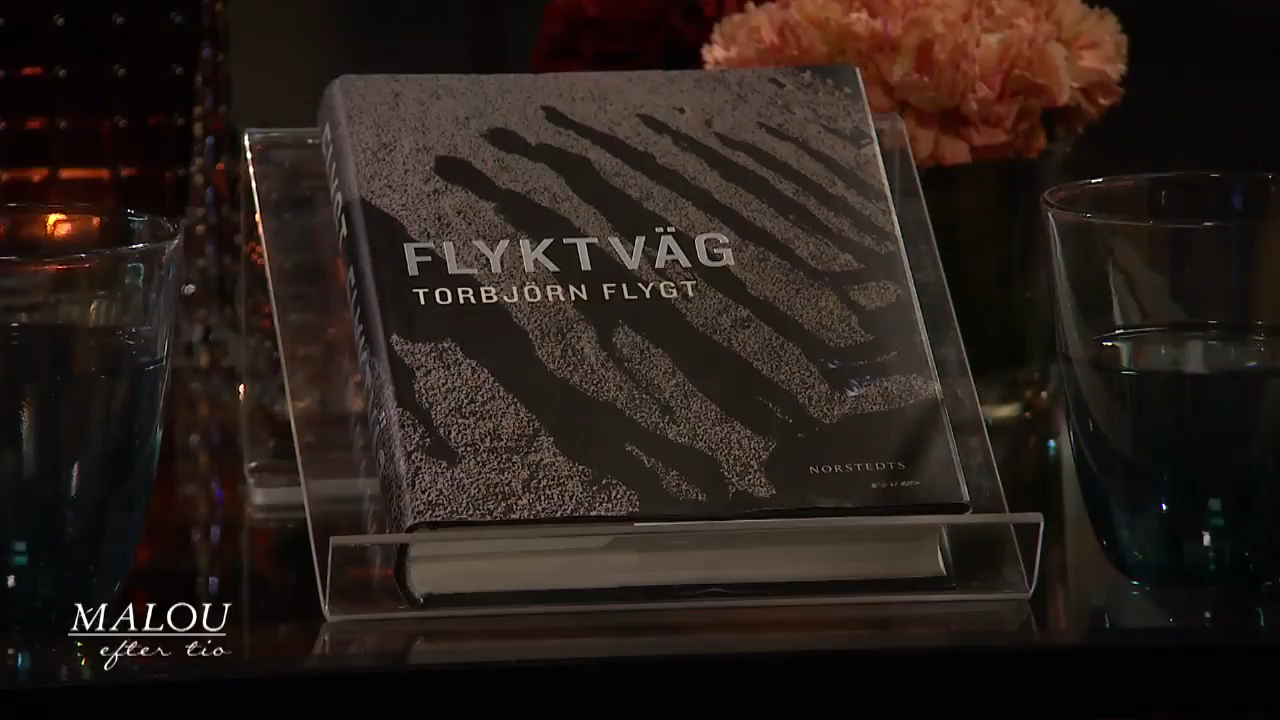 FLYKTVÄG
TORBJÖRN FLYGT
NORSTEDTS
MALOU
efter tio